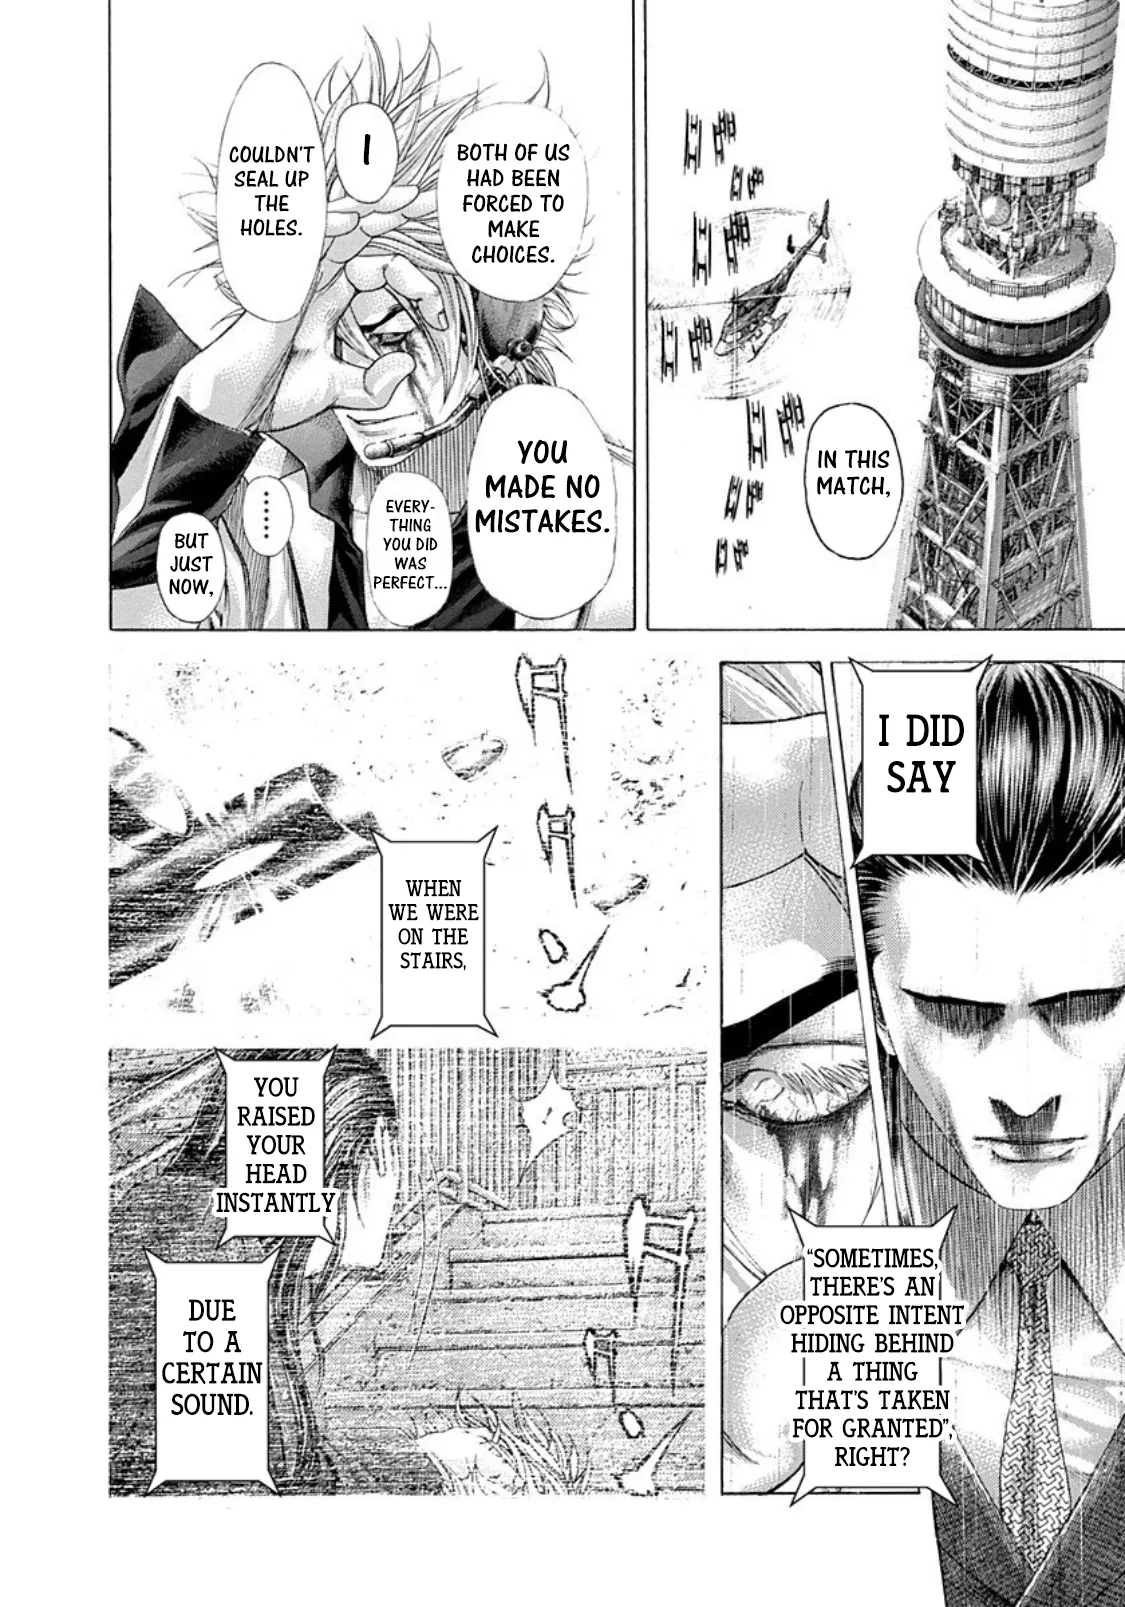 IN THIS
MATCH,
BOTH OF US
HAD BEEN
FORCED TO
MAKE
CHOICES.
I
COULDN'T
SEAL UP
THE
HOLES.
YOU
MADE NO
MISTAKES.
EVERY-
THING
YOU DID
WAS
PERFECT...
......
BUT
JUST
NOW,
I DID
SAY
"SOMETIMES,
THERE'S AN
OPPOSITE INTENT
HIDING BEHIND
A THING
THAT'S TAKEN
FOR GRANTED",
RIGHT?
WHEN
WE WERE
ON THE
STAIRS,
YOU
RAISED
YOUR
HEAD
INSTANTLY
DUE
TO A
CERTAIN
SOUND.